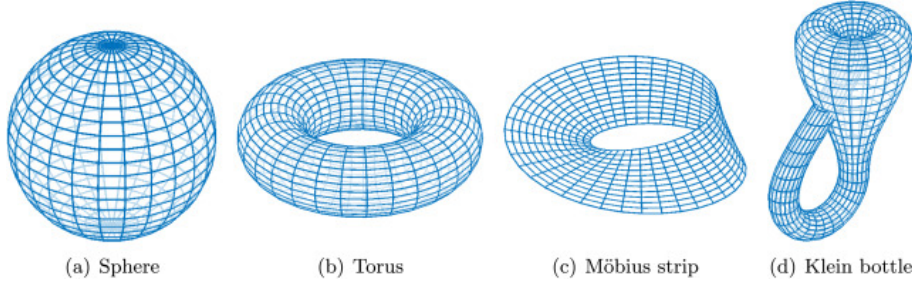 (a) Sphere
(b) Torus
(c) Möbius strip
(d) Klein bottle